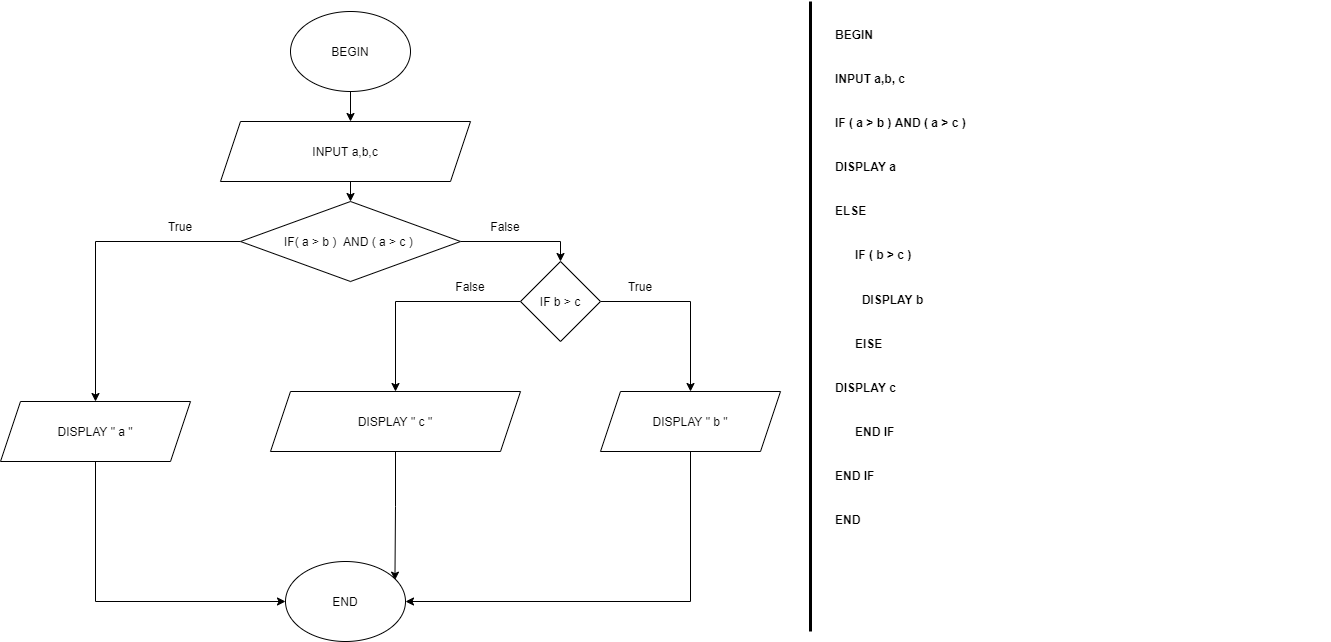 BEGIN
INPUT a,b,c
True
IF( a > b ) AND ( a > c )
False
False
IF b > c
True
DISPLAY " a "
DISPLAY " c "
DISPLAY " b "
END
BEGIN
INPUT a,b, c
IF ( a > b ) AND ( a > c )
DISPLAY a
ELSE
IF ( b > c )
DISPLAY b
EISE
DISPLAY c
END IF
END IF
END